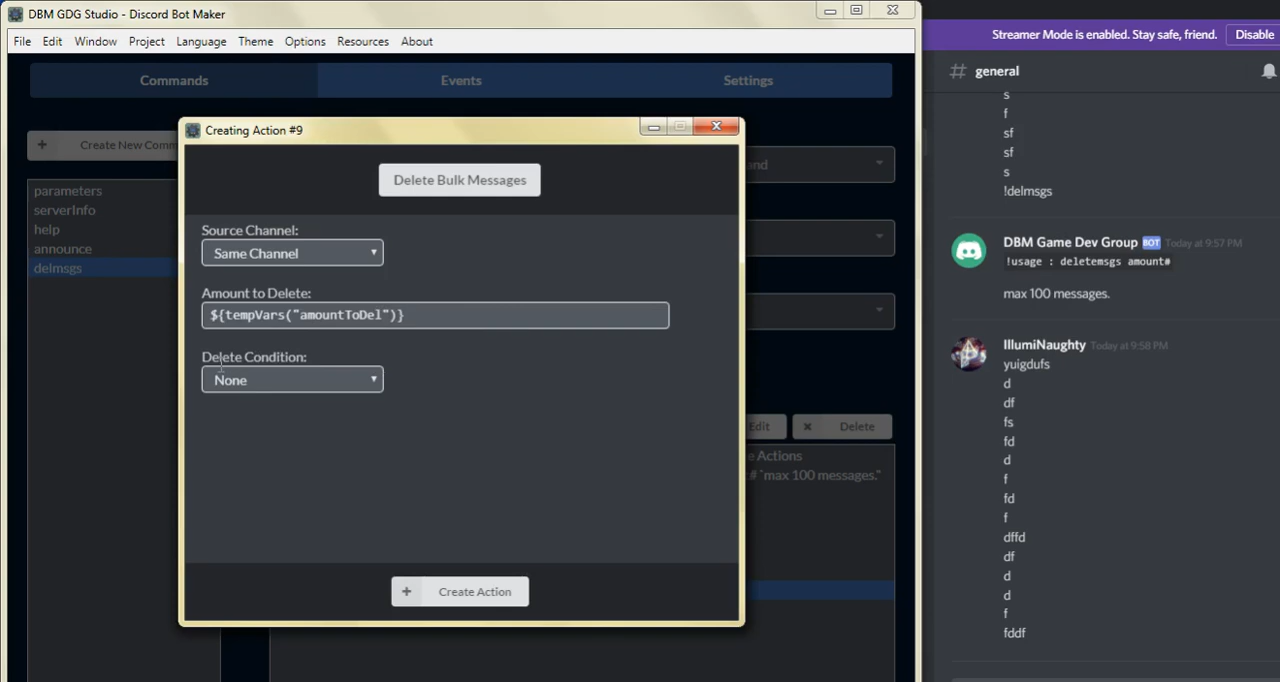 DBM GDG Studio - Discord Bot Maker
File Edit Window Project Language Theme Options Resources About
Commands Events Settings
+ Create New Comm
parameters
serverInfo
help
announce
delmsgs
Creating Action #9
Delete Bulk Messages
Source Channel:
Same Channel
Amount to Delete:
${tempVars("amountToDel")}
Delete Condition:
None
+ Create Action
and
Edit
× Delete
e Actions
t# `max 100 messages."
Streamer Mode is enabled. Stay safe, friend. Disable
# general
s
f
sf
sf
s
!delmsgs
DBM Game Dev Group BOT Today at 9:57 PM
!usage : deletemsgs amount#
max 100 messages.
IllumiNaughty Today at 9:58 PM
yuigdufs
d
df
fs
fd
d
f
fd
f
dffd
df
d
d
f
fddf